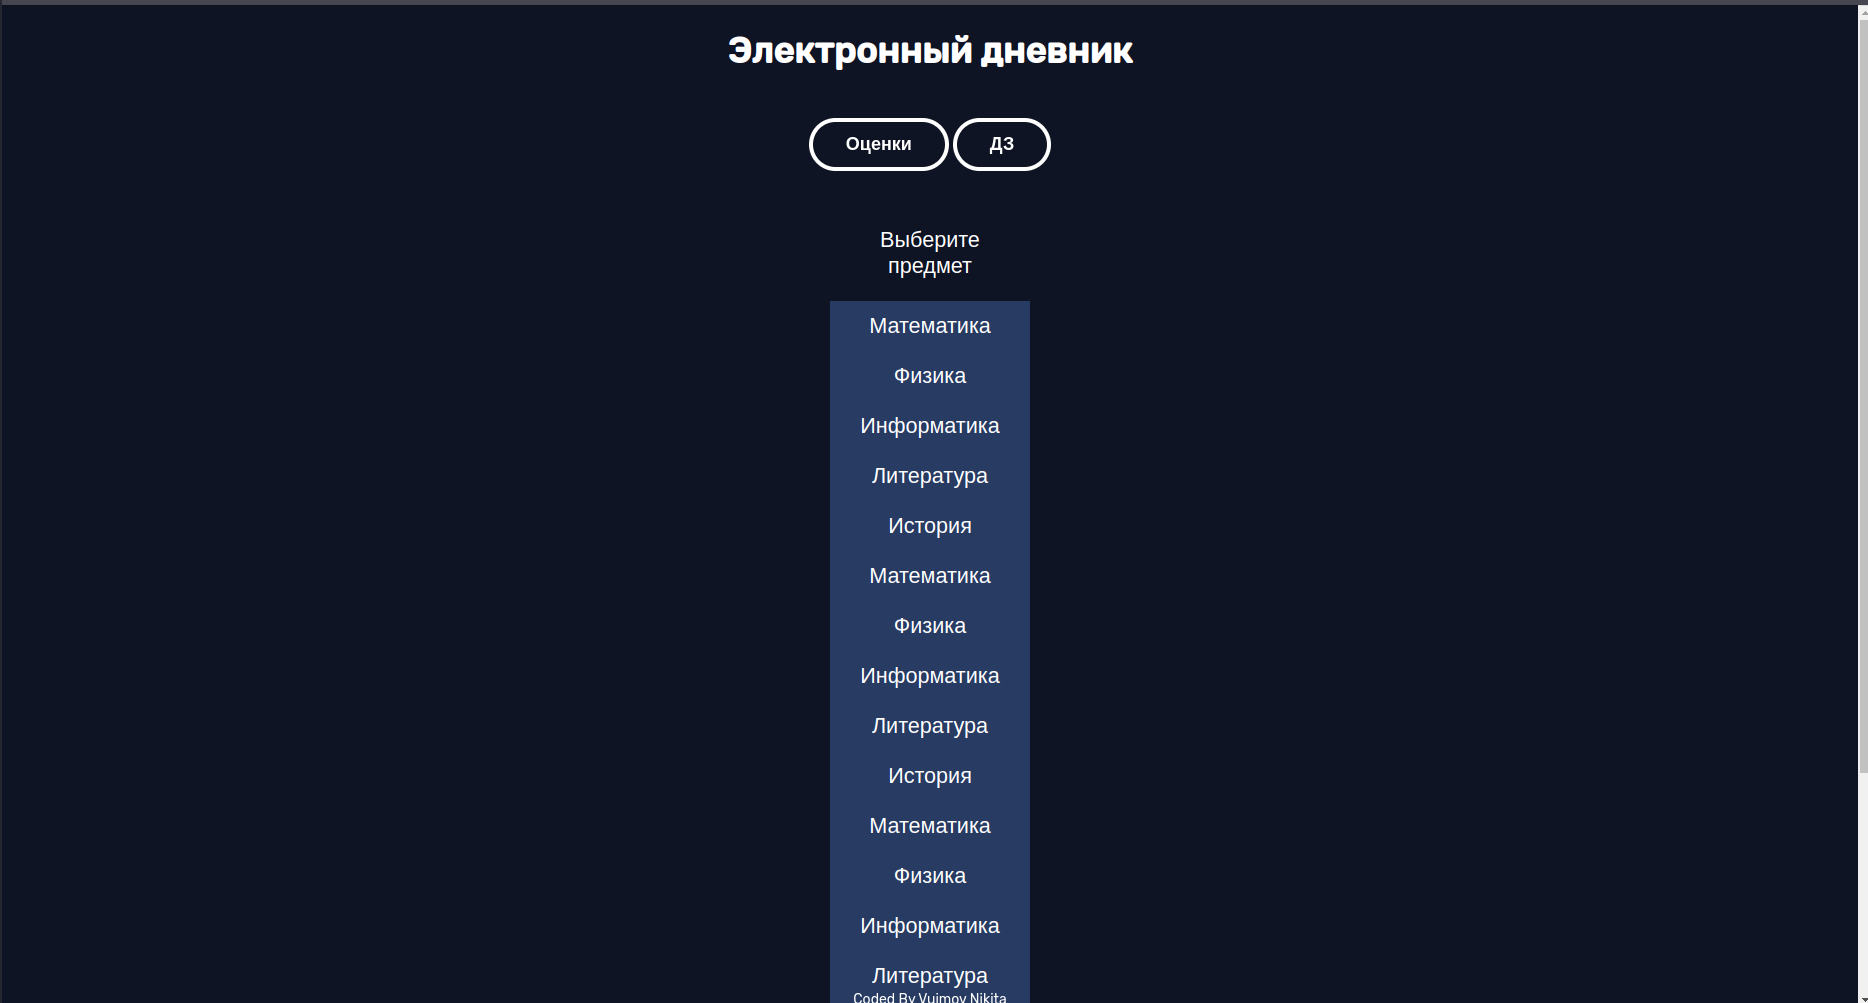 Электронный дневник
Оценки ДЗ
Выберите
предмет
Математика
Физика
Информатика
Литература
История
Математика
Физика
Информатика
Литература
История
Математика
Физика
Информатика
Литература
Coded By Vuimov Nikita